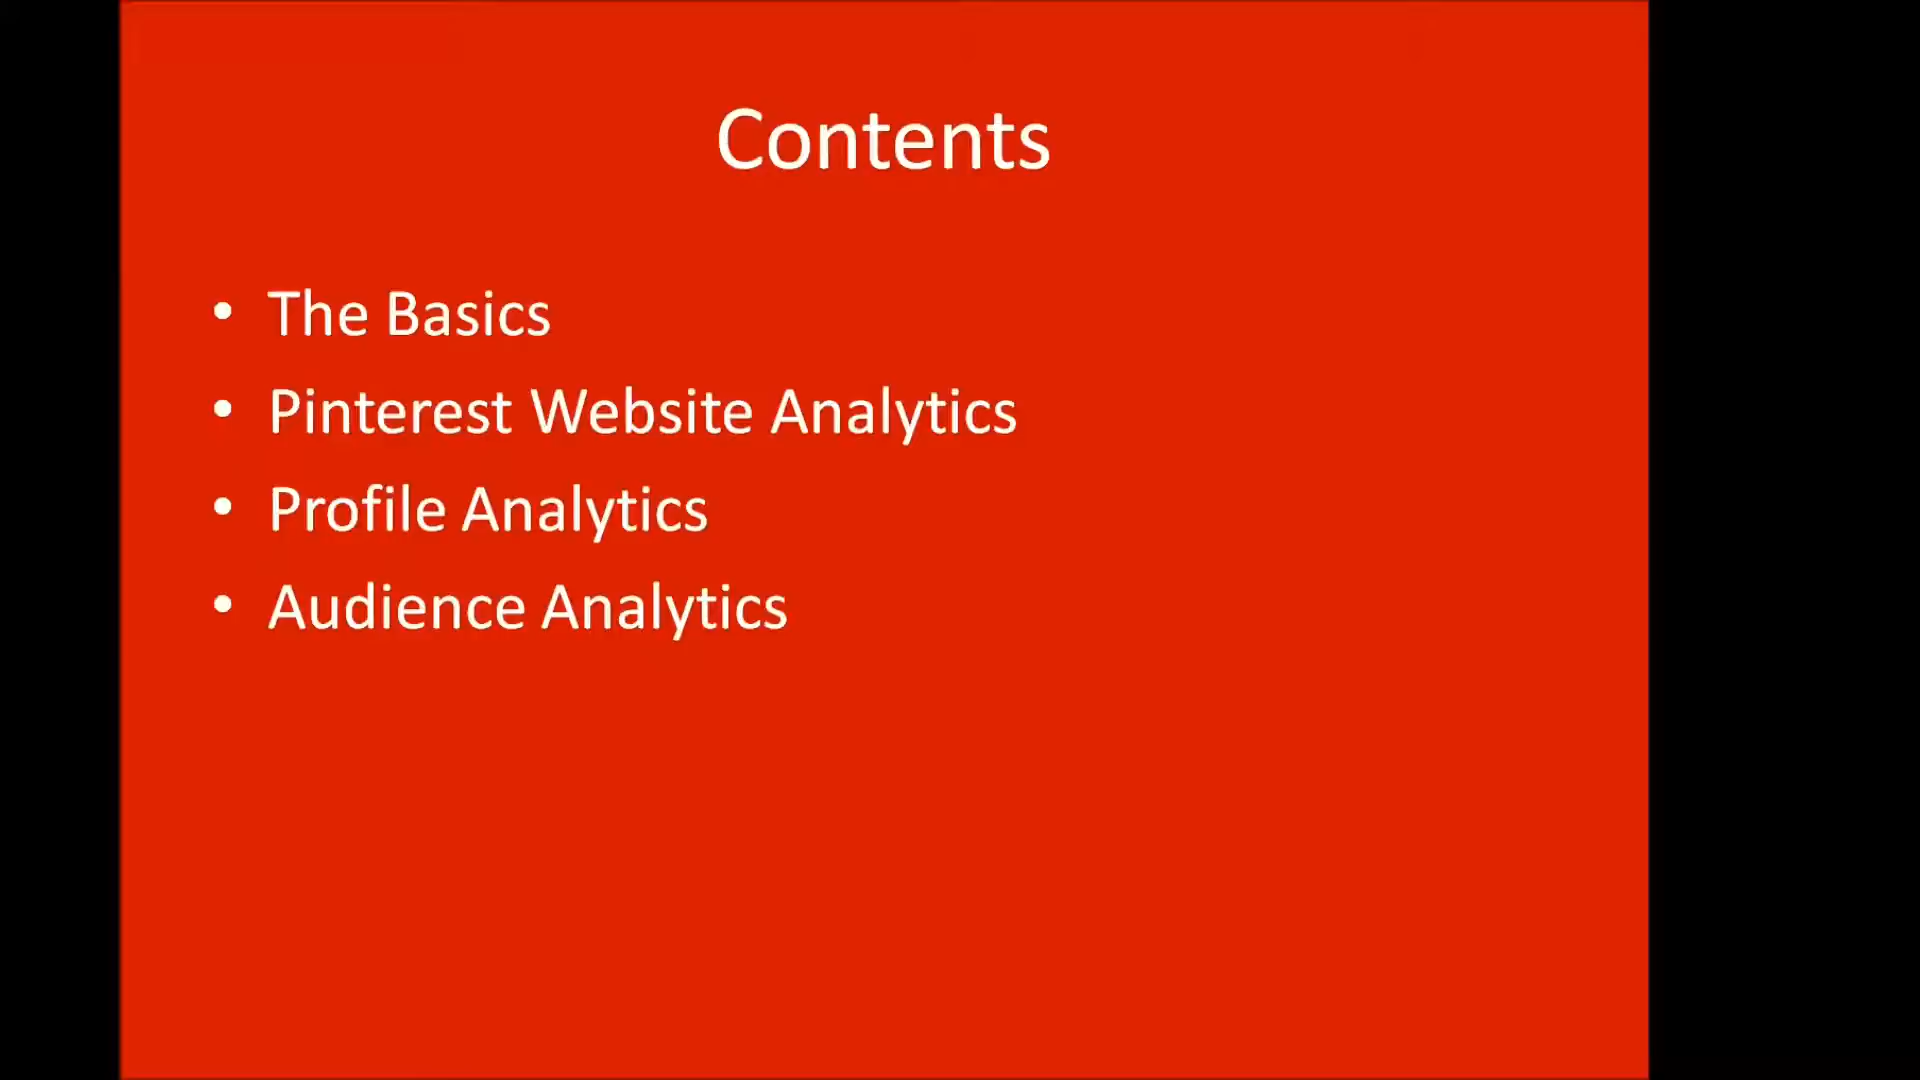 Contents
• The Basics
• Pinterest Website Analytics
• Profile Analytics
• Audience Analytics